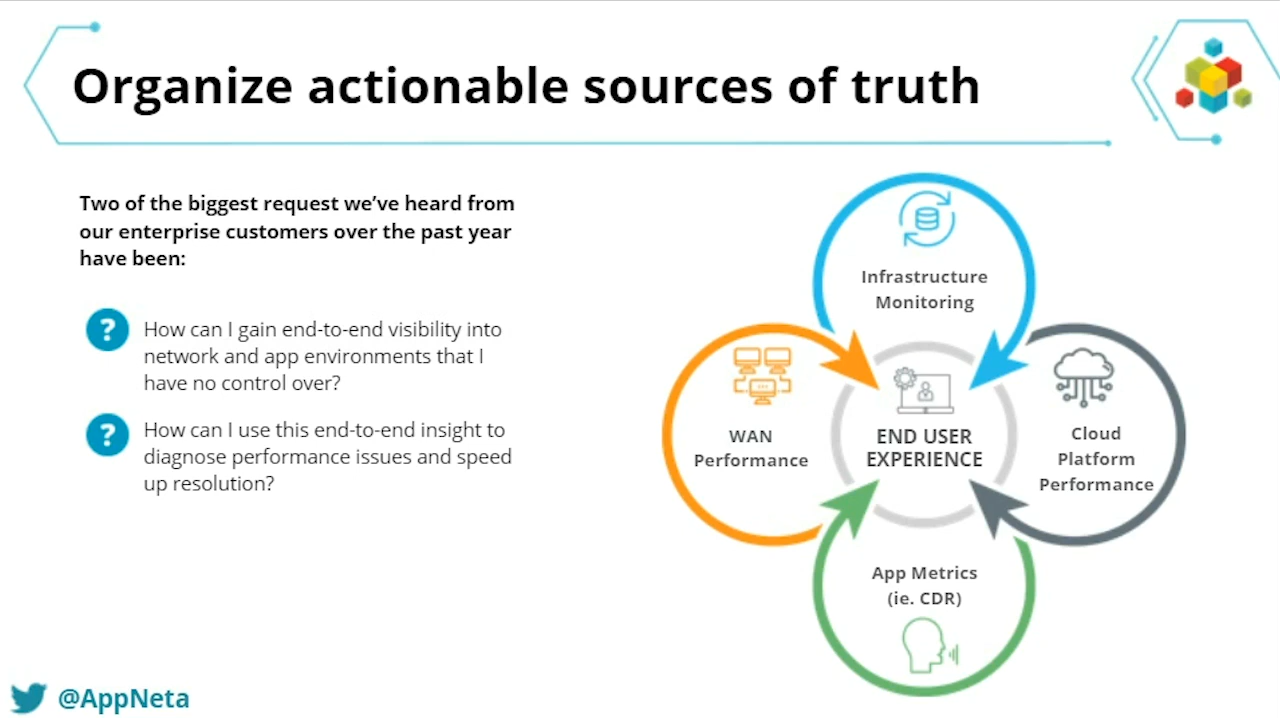 Organize actionable sources of truth
Two of the biggest request we’ve heard from
our enterprise customers over the past year
have been:
?
How can I gain end-to-end visibility into
network and app environments that I
have no control over?
?
How can I use this end-to-end insight to
diagnose performance issues and speed
up resolution?
Infrastructure
Monitoring
WAN
Performance
END USER
EXPERIENCE
Cloud
Platform
Performance
App Metrics
(ie. CDR)
@AppNeta